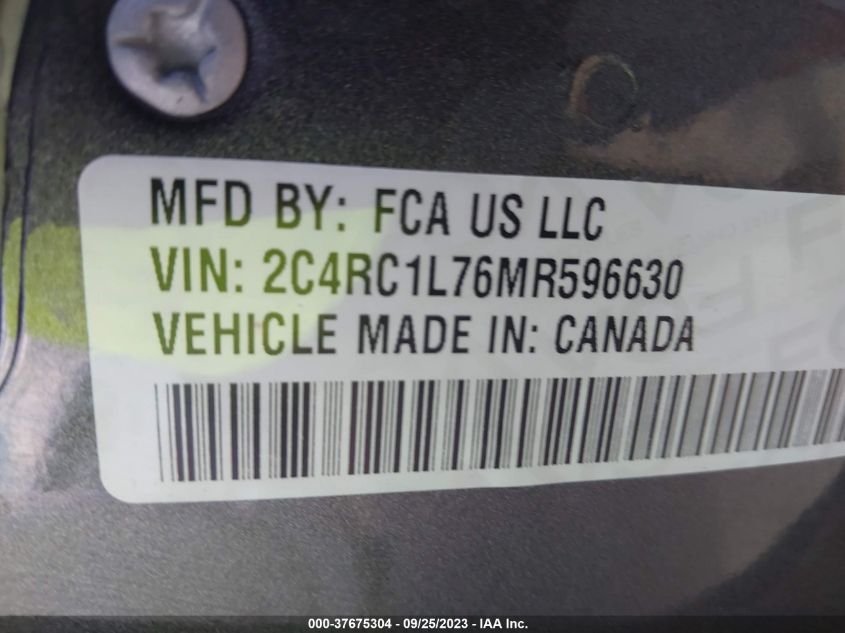 MFD BY: FCA US LLC
VIN: 2C4RC1L76MR596630
VEHICLE MADE IN: CANADA
000-37675304 - 09/25/2023 - IAA Inc.